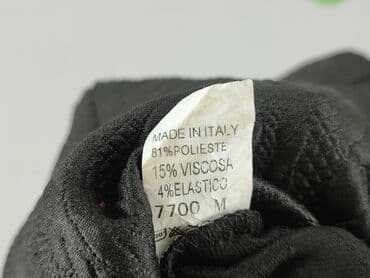 MADE IN ITALY
81%POLIESTE
15% VISCOSA
4%ELASTICO
7700 M